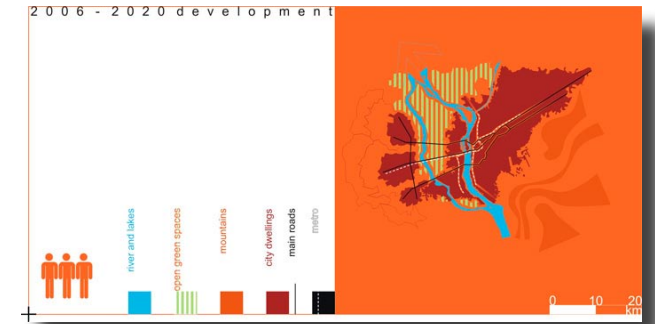 2006-2020 development
river and lakes
open green spaces
mountains
city dwellings
main roads
metro
0 10 20
km